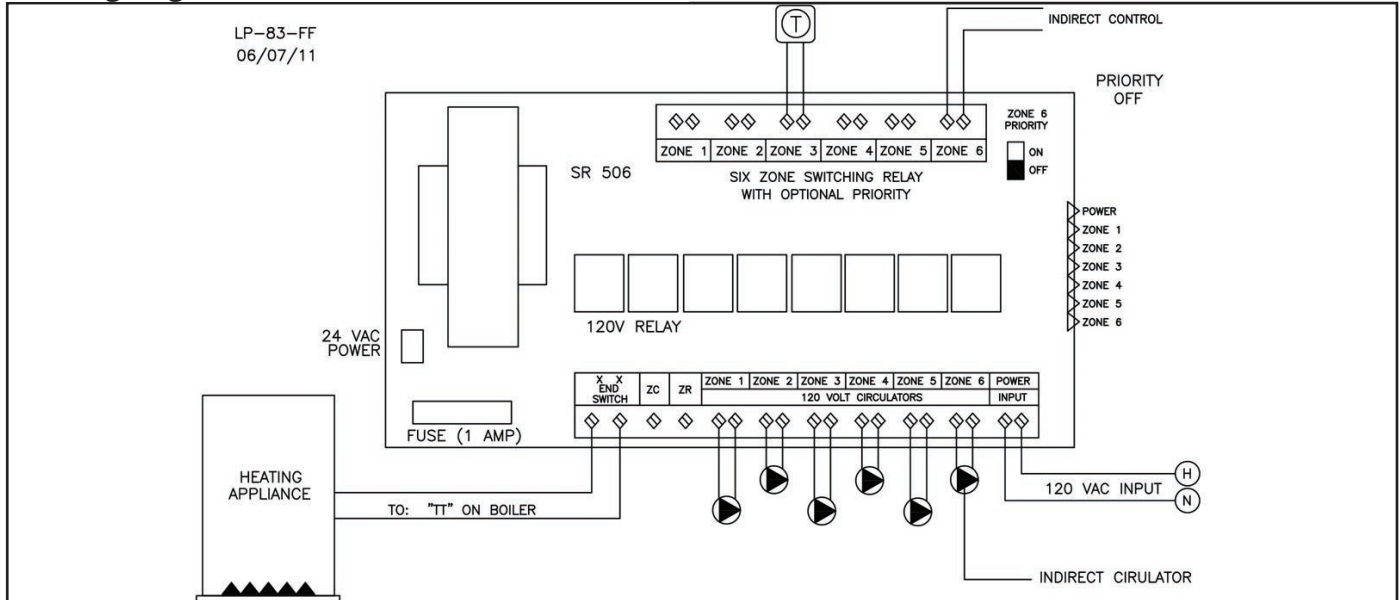 LP-83-FF
06/07/11
T
INDIRECT CONTROL
PRIORITY
OFF
ZONE 6
PRIORITY
ON
OFF
ZONE 1 ZONE 2 ZONE 3 ZONE 4 ZONE 5 ZONE 6
SR 506
SIX ZONE SWITCHING RELAY
WITH OPTIONAL PRIORITY
POWER
ZONE 1
ZONE 2
ZONE 3
ZONE 4
ZONE 5
ZONE 6
120V RELAY
24 VAC
POWER
X X
END
SWITCH
ZC
ZR
ZONE 1 ZONE 2 ZONE 3 ZONE 4 ZONE 5 ZONE 6
120 VOLT CIRCULATORS
POWER
INPUT
FUSE (1 AMP)
HEATING
APPLIANCE
TO: "TT" ON BOILER
120 VAC INPUT
H
N
INDIRECT CIRULATOR